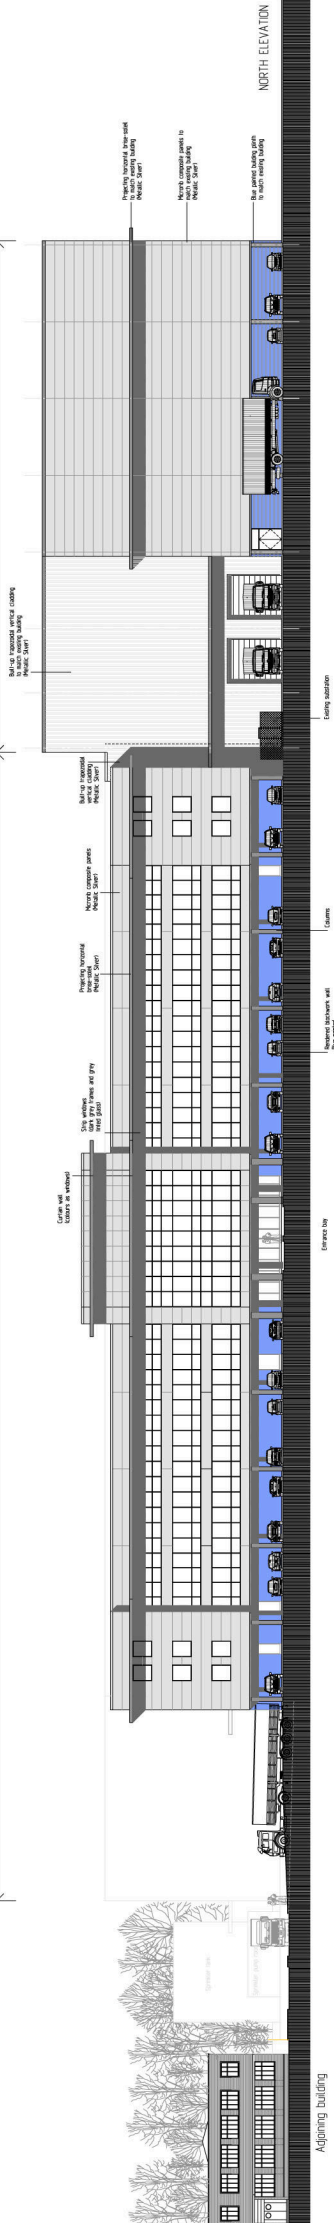 Adjoining building
Entrance bay
Rendered blockwork wall
Columns
Existing substation
Curtain wall
(colours as windows)
Strip windows
(dark grey frames and grey
tinted glass)
Projecting horizontal
brise-soleil
(Metallic Silver)
Micronb composite panels
(Metallic Silver)
Built-up trapezoidal
vertical cladding
(Metallic Silver)
Built-up trapezoidal vertical cladding
to match existing building
(Metallic Silver)
Projecting horizontal brise-soleil
to match existing building
(Metallic Silver)
Micronb composite panels to
match existing building
(Metallic Silver)
Blue painted building plinth
to match existing building
NORTH ELEVATION